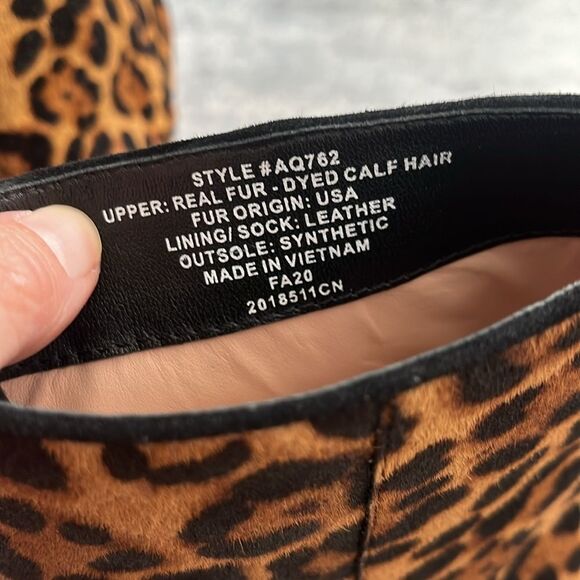 STYLE #AQ762
UPPER: REAL FUR - DYED CALF HAIR
FUR ORIGIN: USA
LINING/ SOCK: LEATHER
OUTSOLE: SYNTHETIC
MADE IN VIETNAM
FA20
2018511CN